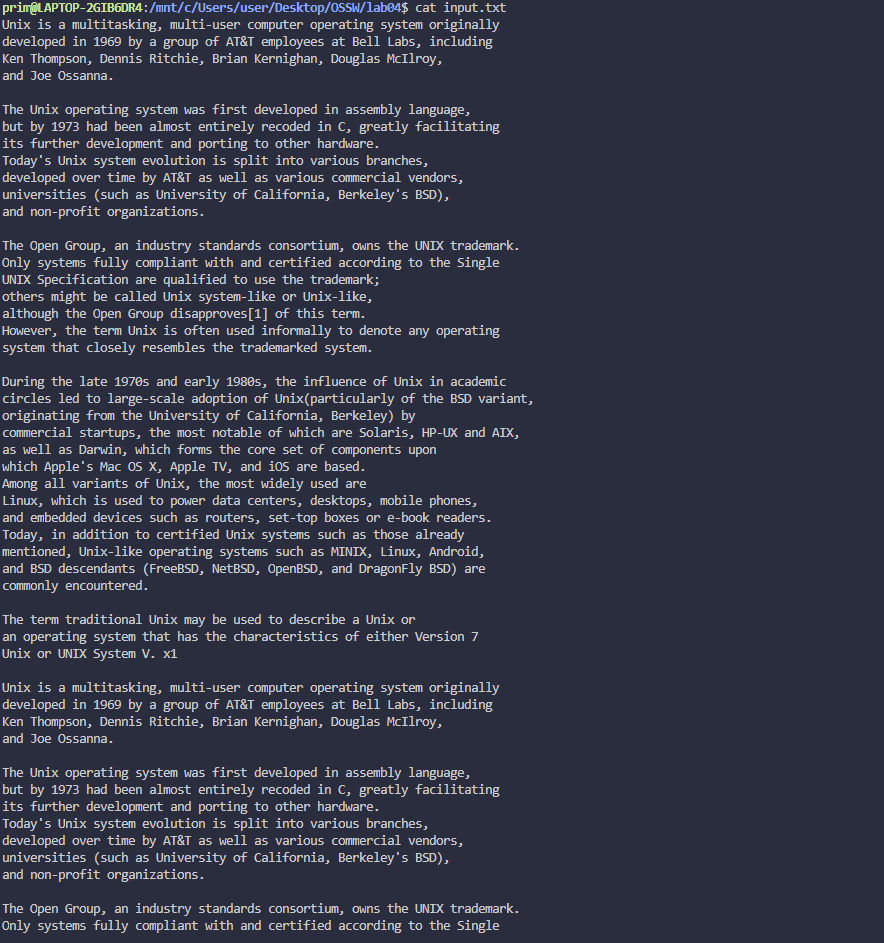 prim@LAPTOP-2GIB6DR4:/mnt/c/Users/user/Desktop/OSSW/lab04$ cat input.txt
Unix is a multitasking, multi-user computer operating system originally
developed in 1969 by a group of AT&T employees at Bell Labs, including
Ken Thompson, Dennis Ritchie, Brian Kernighan, Douglas McIlroy,
and Joe Ossanna.

The Unix operating system was first developed in assembly language,
but by 1973 had been almost entirely recoded in C, greatly facilitating
its further development and porting to other hardware.
Today's Unix system evolution is split into various branches,
developed over time by AT&T as well as various commercial vendors,
universities (such as University of California, Berkeley's BSD),
and non-profit organizations.

The Open Group, an industry standards consortium, owns the UNIX trademark.
Only systems fully compliant with and certified according to the Single
UNIX Specification are qualified to use the trademark;
others might be called Unix system-like or Unix-like,
although the Open Group disapproves[1] of this term.
However, the term Unix is often used informally to denote any operating
system that closely resembles the trademarked system.

During the late 1970s and early 1980s, the influence of Unix in academic
circles led to large-scale adoption of Unix(particularly of the BSD variant,
originating from the University of California, Berkeley) by
commercial startups, the most notable of which are Solaris, HP-UX and AIX,
as well as Darwin, which forms the core set of components upon
which Apple's Mac OS X, Apple TV, and iOS are based.
Among all variants of Unix, the most widely used are
Linux, which is used to power data centers, desktops, mobile phones,
and embedded devices such as routers, set-top boxes or e-book readers.
Today, in addition to certified Unix systems such as those already
mentioned, Unix-like operating systems such as MINIX, Linux, Android,
and BSD descendants (FreeBSD, NetBSD, OpenBSD, and DragonFly BSD) are
commonly encountered.

The term traditional Unix may be used to describe a Unix or
an operating system that has the characteristics of either Version 7
Unix or UNIX System V. x1

Unix is a multitasking, multi-user computer operating system originally
developed in 1969 by a group of AT&T employees at Bell Labs, including
Ken Thompson, Dennis Ritchie, Brian Kernighan, Douglas McIlroy,
and Joe Ossanna.

The Unix operating system was first developed in assembly language,
but by 1973 had been almost entirely recoded in C, greatly facilitating
its further development and porting to other hardware.
Today's Unix system evolution is split into various branches,
developed over time by AT&T as well as various commercial vendors,
universities (such as University of California, Berkeley's BSD),
and non-profit organizations.

The Open Group, an industry standards consortium, owns the UNIX trademark.
Only systems fully compliant with and certified according to the Single